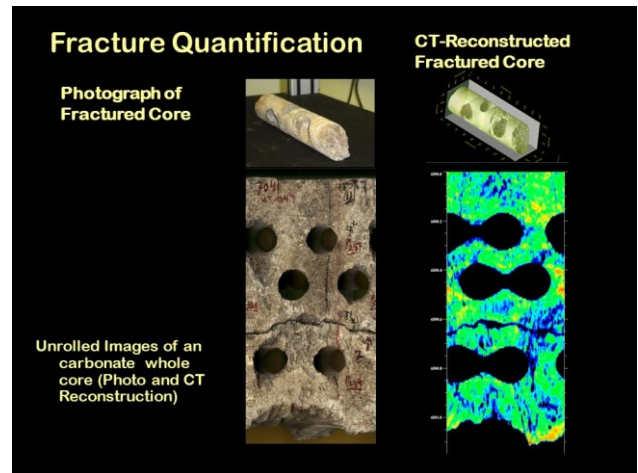 Fracture Quantification
CT-Reconstructed
Fractured Core
Photograph of
Fractured Core
7041
Unrolled Images of an
carbonate whole
core (Photo and CT
Reconstruction)